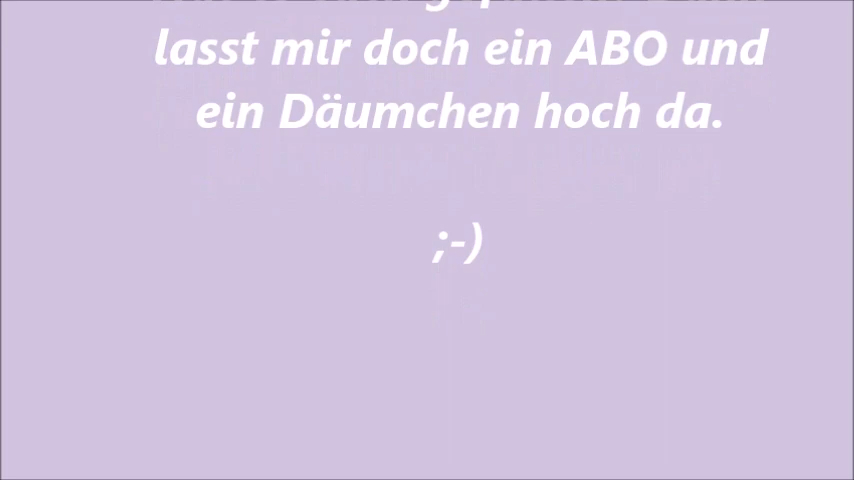 lasst mir doch ein ABO und
ein Däumchen hoch da.
;-)